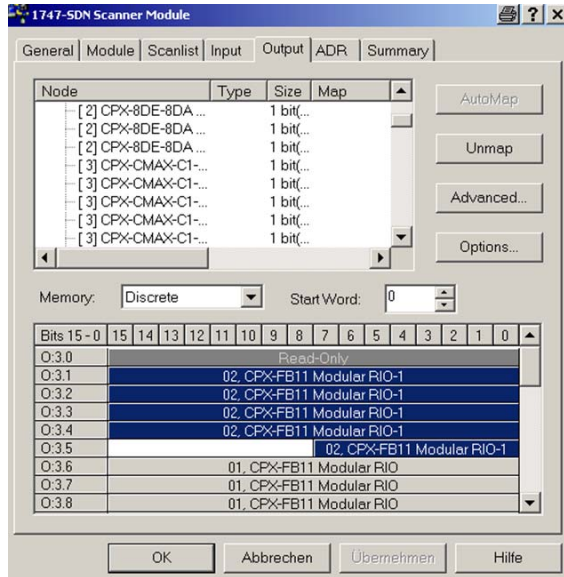 1747-SDN Scanner Module
General Module Scanlist Input Output ADR Summary
Node Type Size Map
[ 2] CPX-8DE-8DA ... 1 bit(...
[ 2] CPX-8DE-8DA ... 1 bit(...
[ 2] CPX-8DE-8DA ... 1 bit(...
[ 3] CPX-CMAX-C1-... 1 bit(...
[ 3] CPX-CMAX-C1-... 1 bit(...
[ 3] CPX-CMAX-C1-... 1 bit(...
[ 3] CPX-CMAX-C1-... 1 bit(...
[ 3] CPX-CMAX-C1-... 1 bit(...
AutoMap
Unmap
Advanced...
Options...
Memory: Discrete Start Word: 0
Bits 15 - 0 15 14 13 12 11 10 9 8 7 6 5 4 3 2 1 0
O:3.0 Read-Only
O:3.1 02, CPX-FB11 Modular RIO-1
O:3.2 02, CPX-FB11 Modular RIO-1
O:3.3 02, CPX-FB11 Modular RIO-1
O:3.4 02, CPX-FB11 Modular RIO-1
O:3.5 02, CPX-FB11 Modular RIO-1
O:3.6 01, CPX-FB11 Modular RIO
O:3.7 01, CPX-FB11 Modular RIO
O:3.8 01, CPX-FB11 Modular RIO
OK Abbrechen Übernehmen Hilfe